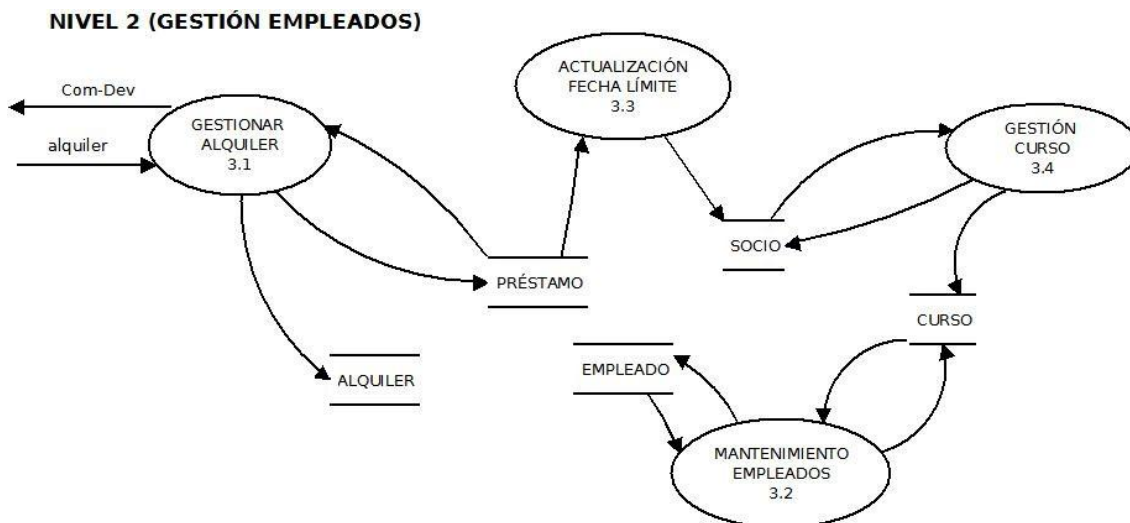 NIVEL 2 (GESTIÓN EMPLEADOS)
Com-Dev
alquiler
GESTIONAR
ALQUILER
3.1
ACTUALIZACIÓN
FECHA LÍMITE
3.3
GESTIÓN
CURSO
3.4
SOCIO
PRÉSTAMO
CURSO
ALQUILER
EMPLEADO
MANTENIMIENTO
EMPLEADOS
3.2